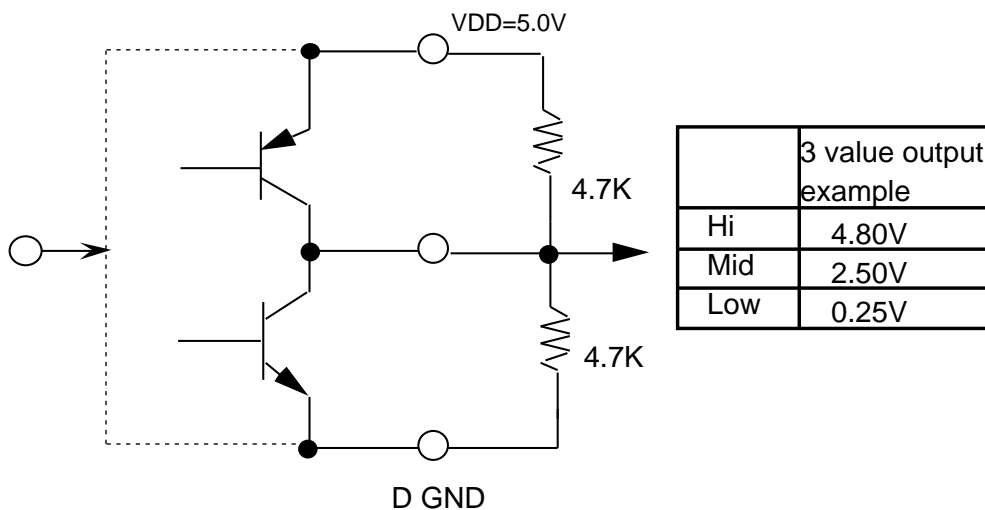 VDD=5.0V
4.7K
4.7K
D GND
3 value output
example
Hi 4.80V
Mid 2.50V
Low 0.25V